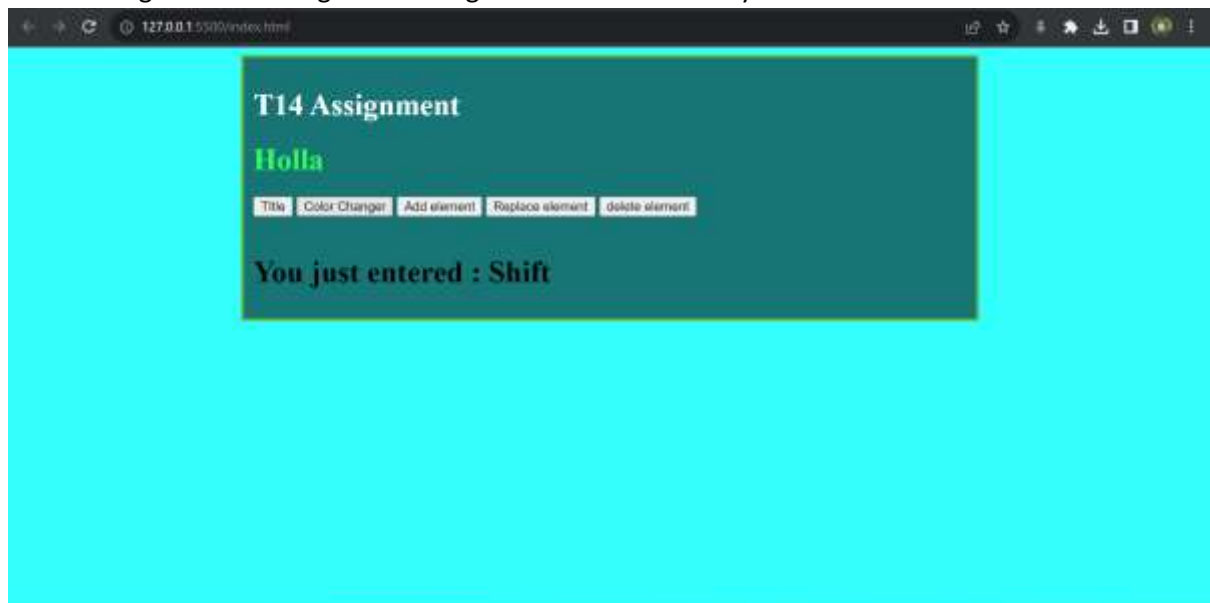 127.0.0.1:5500/index.html
T14 Assignment
Holla
Title Color Changer Add element Replace element delete element
You just entered : Shift